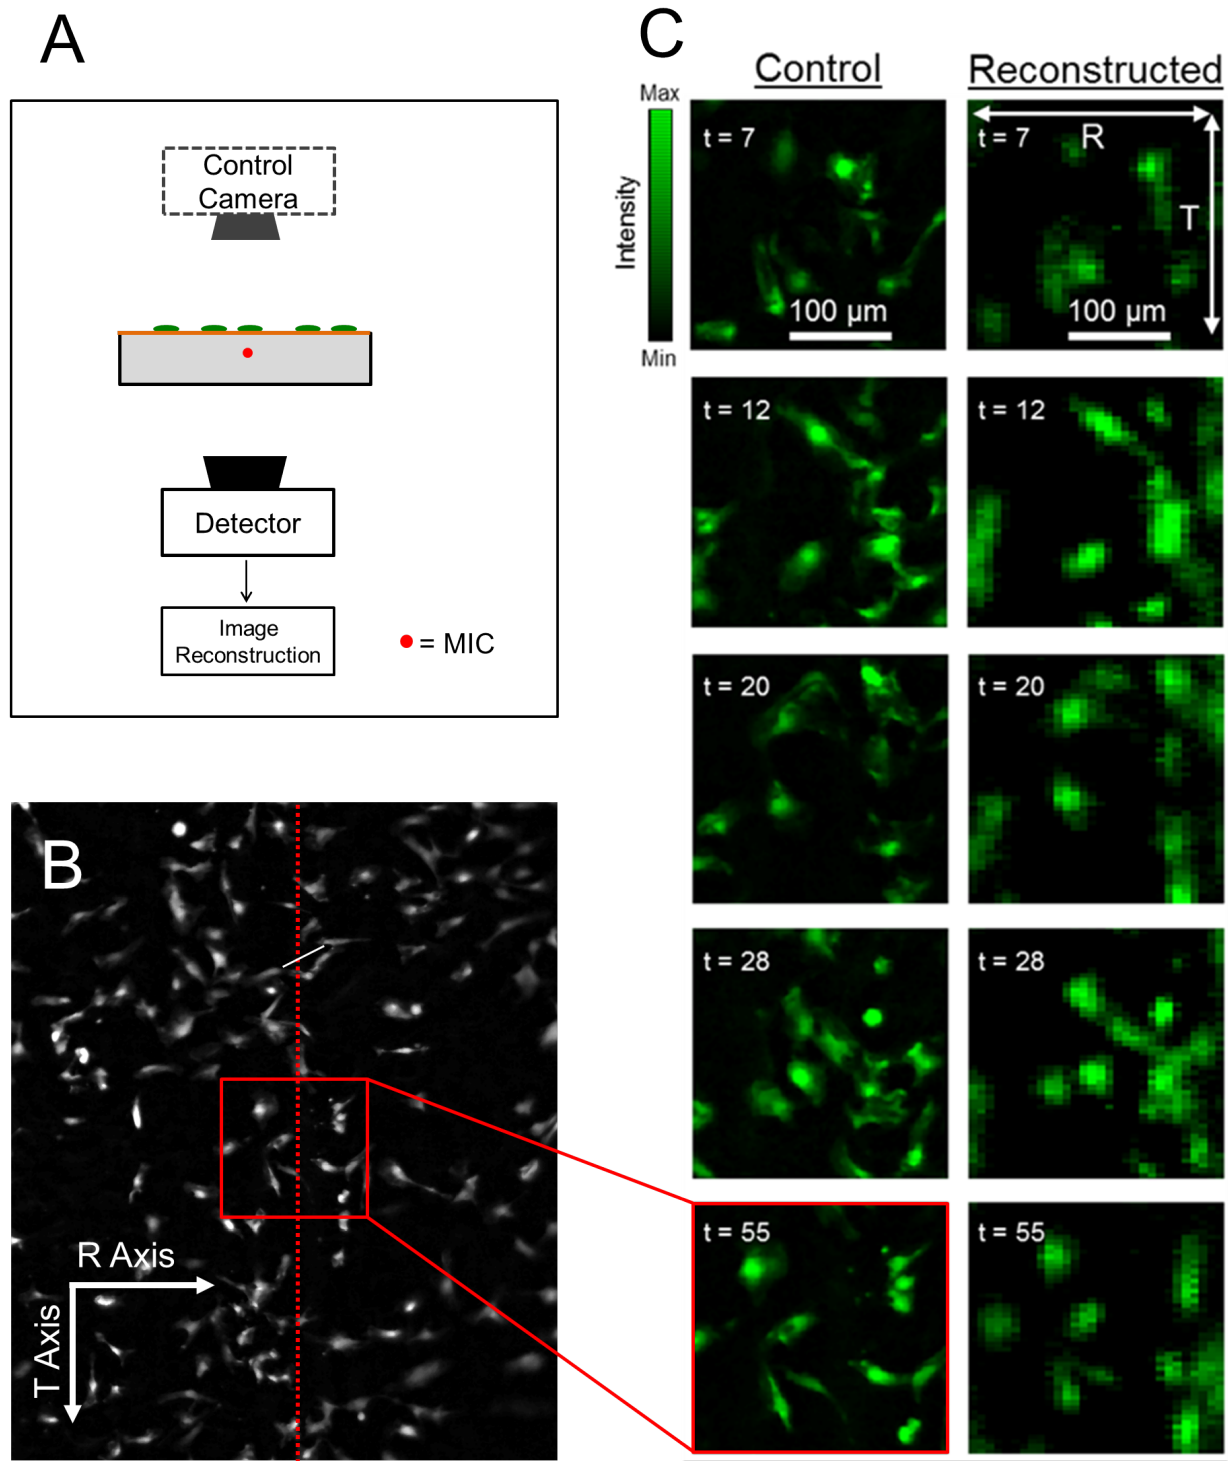 A
Control
Camera
Detector
Image
Reconstruction
= MIC
B
R Axis
T Axis
C
Control
Reconstructed
Max
Intensity
Min
t = 7
100 µm
t = 7
R
T
100 µm
t = 12
t = 12
t = 20
t = 20
t = 28
t = 28
t = 55
t = 55